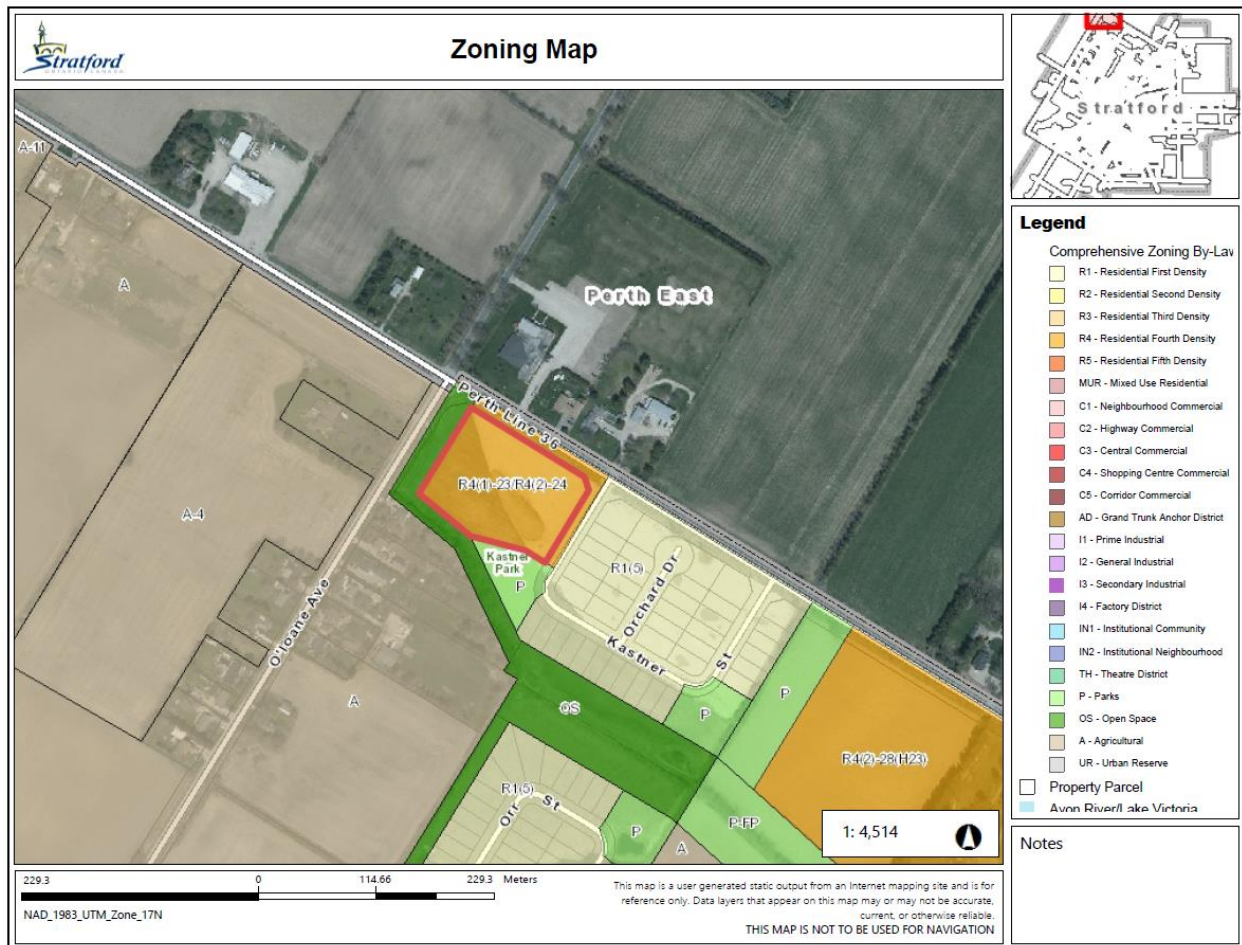 Stratford
ONTARIO CANADA
Zoning Map
Stratford
A-11
A
Perth East
Perth Line 36
R4(1)-23/R4(2)-24
A-4
Kastner
Park
P
R1(5)
Orchard Dr
O'loane Ave
Kastner
St
A
OS
P
P
R4(2)-28(H23)
R1(5)
Orr St
P
P-FP
A
1: 4,514
Legend
Comprehensive Zoning By-Lav
R1 - Residential First Density
R2 - Residential Second Density
R3 - Residential Third Density
R4 - Residential Fourth Density
R5 - Residential Fifth Density
MUR - Mixed Use Residential
C1 - Neighbourhood Commercial
C2 - Highway Commercial
C3 - Central Commercial
C4 - Shopping Centre Commercial
C5 - Corridor Commercial
AD - Grand Trunk Anchor District
I1 - Prime Industrial
I2 - General Industrial
I3 - Secondary Industrial
I4 - Factory District
IN1 - Institutional Community
IN2 - Institutional Neighbourhood
TH - Theatre District
P - Parks
OS - Open Space
A - Agricultural
UR - Urban Reserve
Property Parcel
Avon River/Lake Victoria
Notes
229.3 0 114.66 229.3 Meters
NAD_1983_UTM_Zone_17N
This map is a user generated static output from an Internet mapping site and is for
reference only. Data layers that appear on this map may or may not be accurate,
current, or otherwise reliable.
THIS MAP IS NOT TO BE USED FOR NAVIGATION